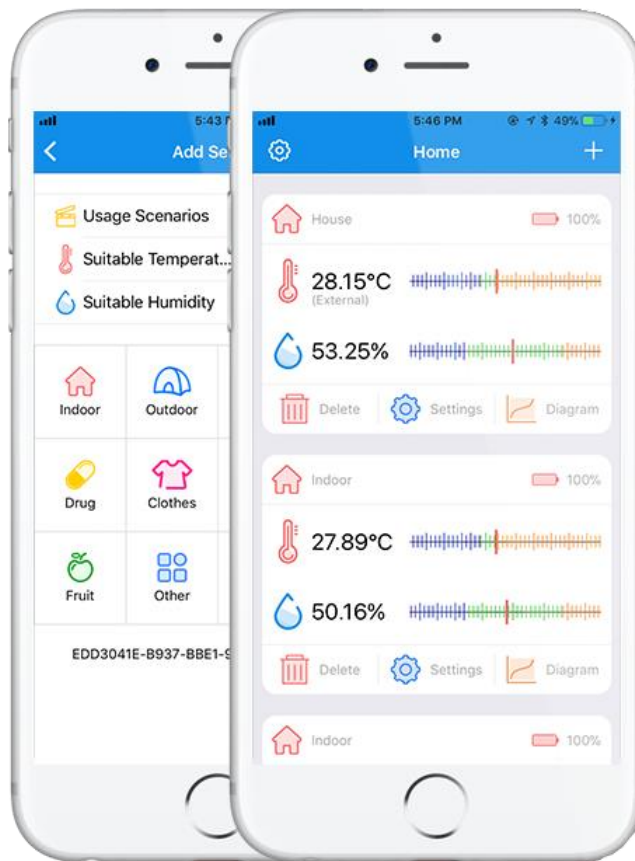 5:43
Add Se
Usage Scenarios
Suitable Temperat...
Suitable Humidity
Indoor
Outdoor
Drug
Clothes
Fruit
Other
EDD3041E-B937-BBE1-9
5:46 PM
49%
Home
House
100%
28.15°C
(External)
53.25%
Delete
Settings
Diagram
Indoor
100%
27.89°C
50.16%
Delete
Settings
Diagram
Indoor
100%